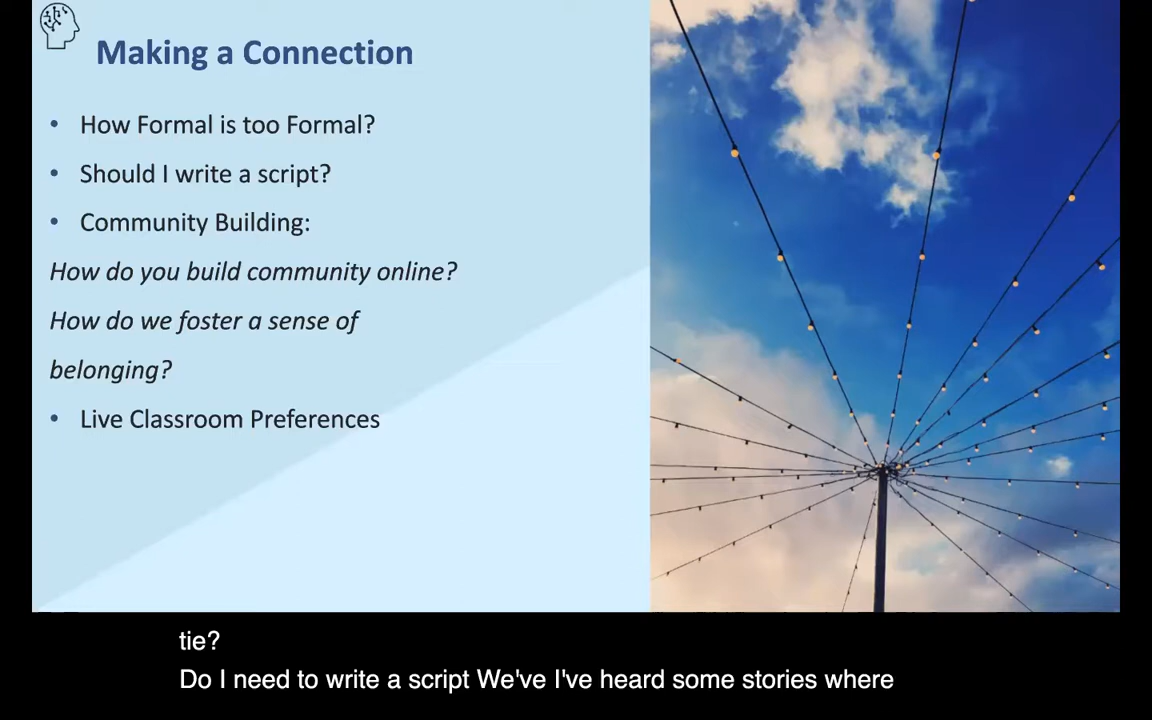 Making a Connection
• How Formal is too Formal?
• Should I write a script?
• Community Building:
How do you build community online?
How do we foster a sense of
belonging?
• Live Classroom Preferences
tie?
Do I need to write a script We've I've heard some stories where